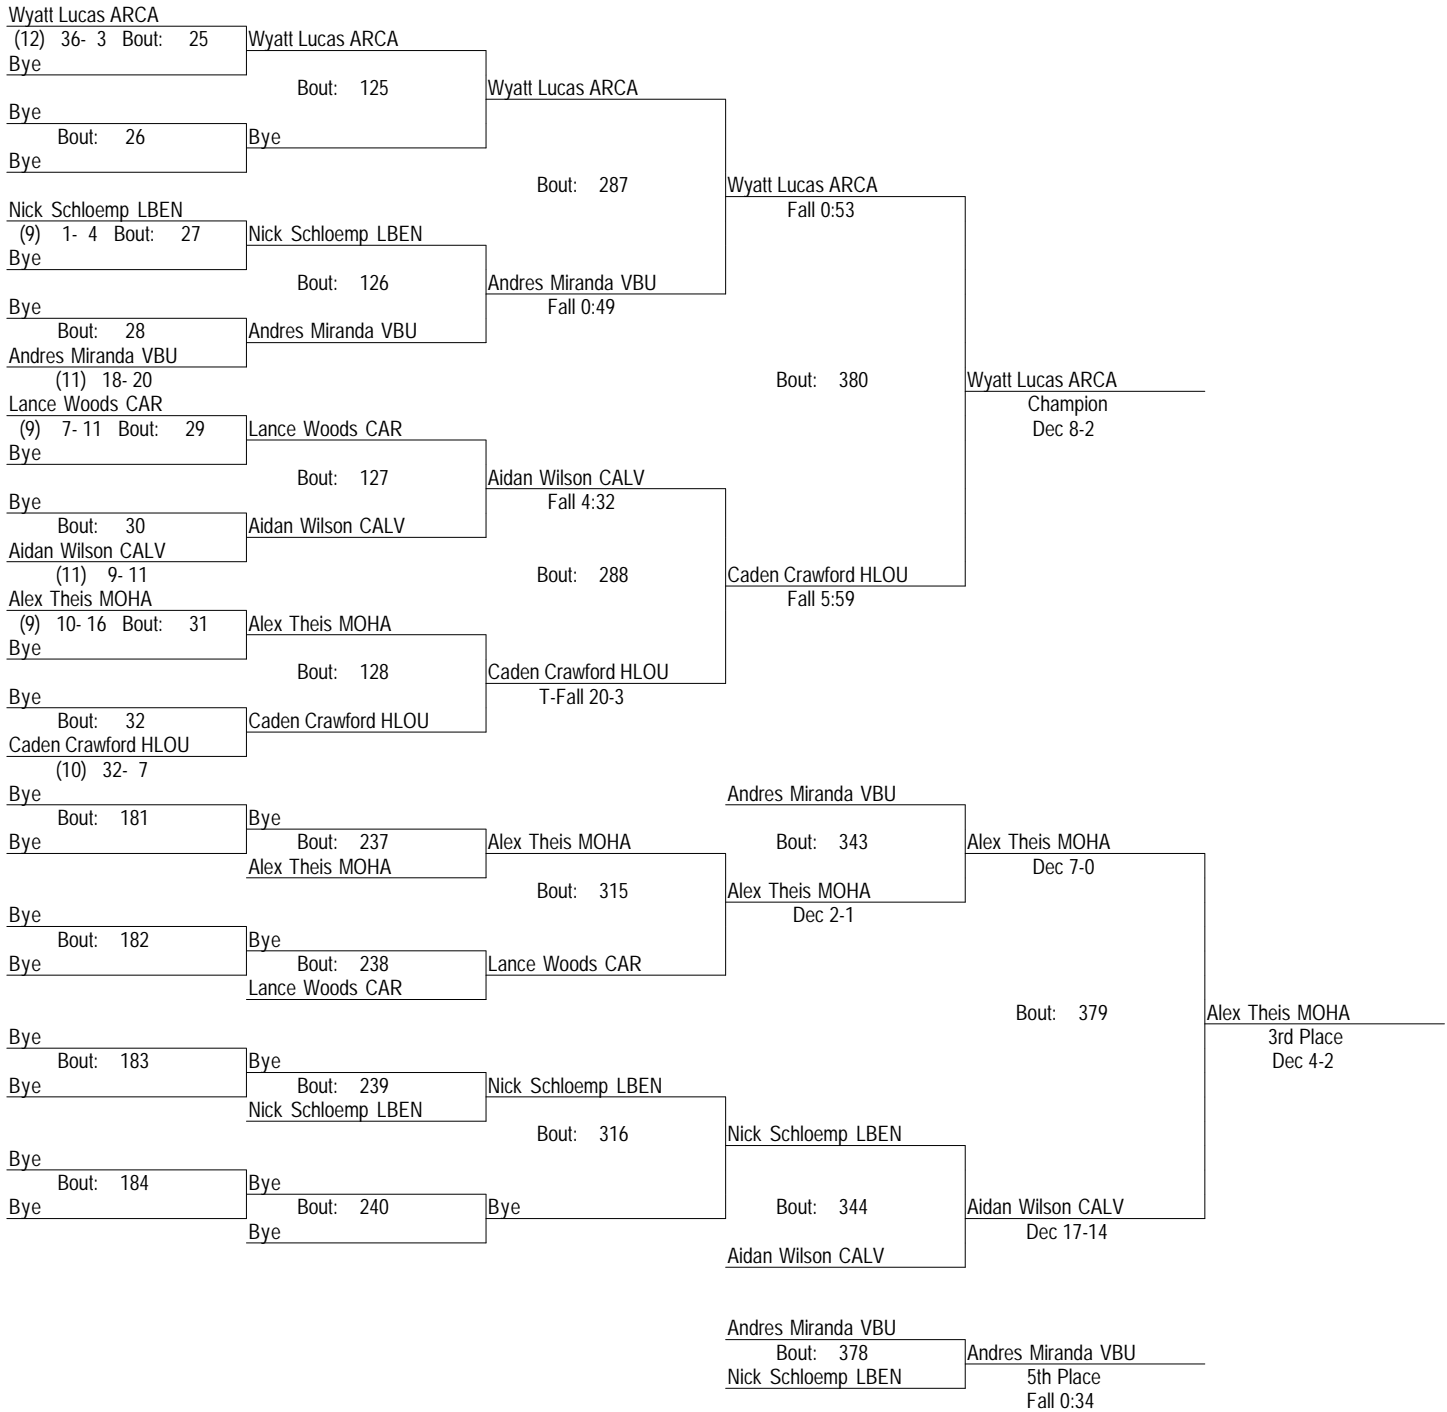 Wyatt Lucas ARCA
(12) 36- 3 Bout: 25
Wyatt Lucas ARCA
Bye
Bout: 125
Wyatt Lucas ARCA
Bye
Bout: 26
Bye
Bye
Bout: 287
Wyatt Lucas ARCA
Fall 0:53
Nick Schloemp LBEN
(9) 1- 4 Bout: 27
Nick Schloemp LBEN
Bye
Bout: 126
Andres Miranda VBU
Fall 0:49
Bye
Bout: 28
Andres Miranda VBU
Andres Miranda VBU
(11) 18- 20
Bout: 380
Wyatt Lucas ARCA
Champion
Dec 8-2
Lance Woods CAR
(9) 7- 11 Bout: 29
Lance Woods CAR
Bye
Bout: 127
Aidan Wilson CALV
Fall 4:32
Bye
Bout: 30
Aidan Wilson CALV
Aidan Wilson CALV
(11) 9- 11
Bout: 288
Caden Crawford HLOU
Fall 5:59
Alex Theis MOHA
(9) 10- 16 Bout: 31
Alex Theis MOHA
Bye
Bout: 128
Caden Crawford HLOU
T-Fall 20-3
Bye
Bout: 32
Caden Crawford HLOU
Caden Crawford HLOU
(10) 32- 7
Bye
Andres Miranda VBU
Bout: 181
Bye
Bye
Bout: 237
Alex Theis MOHA
Bout: 343
Alex Theis MOHA
Dec 7-0
Alex Theis MOHA
Bout: 315
Alex Theis MOHA
Dec 2-1
Bye
Bout: 182
Bye
Bye
Bout: 238
Lance Woods CAR
Lance Woods CAR
Bout: 379
Alex Theis MOHA
3rd Place
Dec 4-2
Bye
Bout: 183
Bye
Bye
Bout: 239
Nick Schloemp LBEN
Nick Schloemp LBEN
Bout: 316
Nick Schloemp LBEN
Bye
Bout: 184
Bye
Bye
Bout: 240
Bye
Bout: 344
Aidan Wilson CALV
Dec 17-14
Bye
Aidan Wilson CALV
Andres Miranda VBU
Bout: 378
Andres Miranda VBU
Nick Schloemp LBEN
5th Place
Fall 0:34